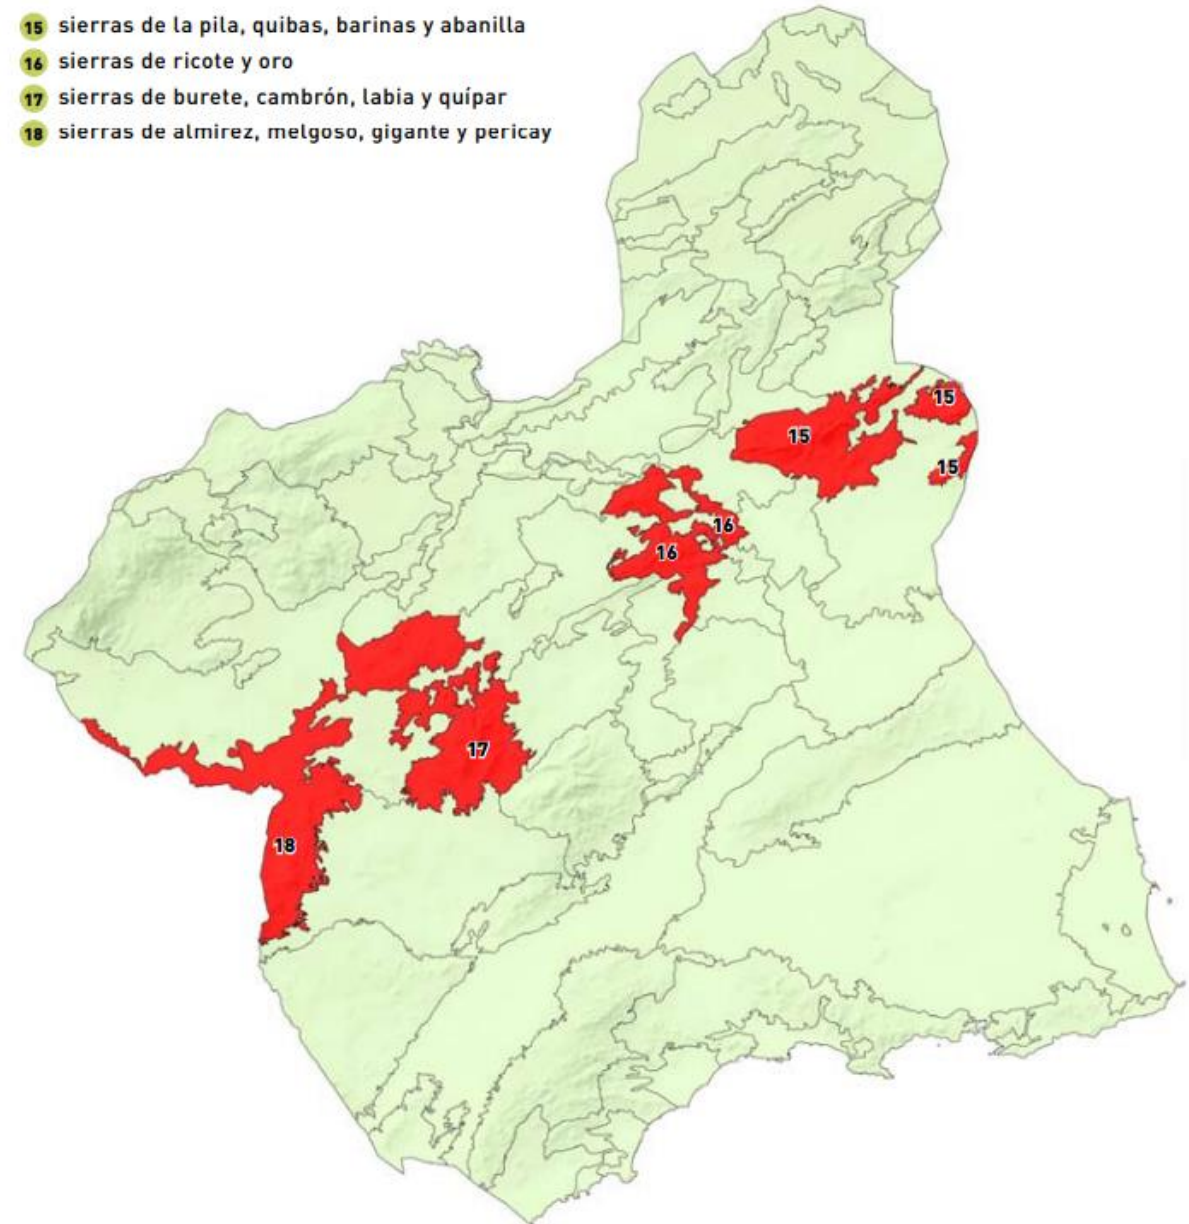 15 sierras de la pila, quibas, barinas y abanilla
16 sierras de ricote y oro
17 sierras de burete, cambrón, labia y quípar
18 sierras de almirez, melgoso, gigante y pericay
15
15
15
16
16
17
18